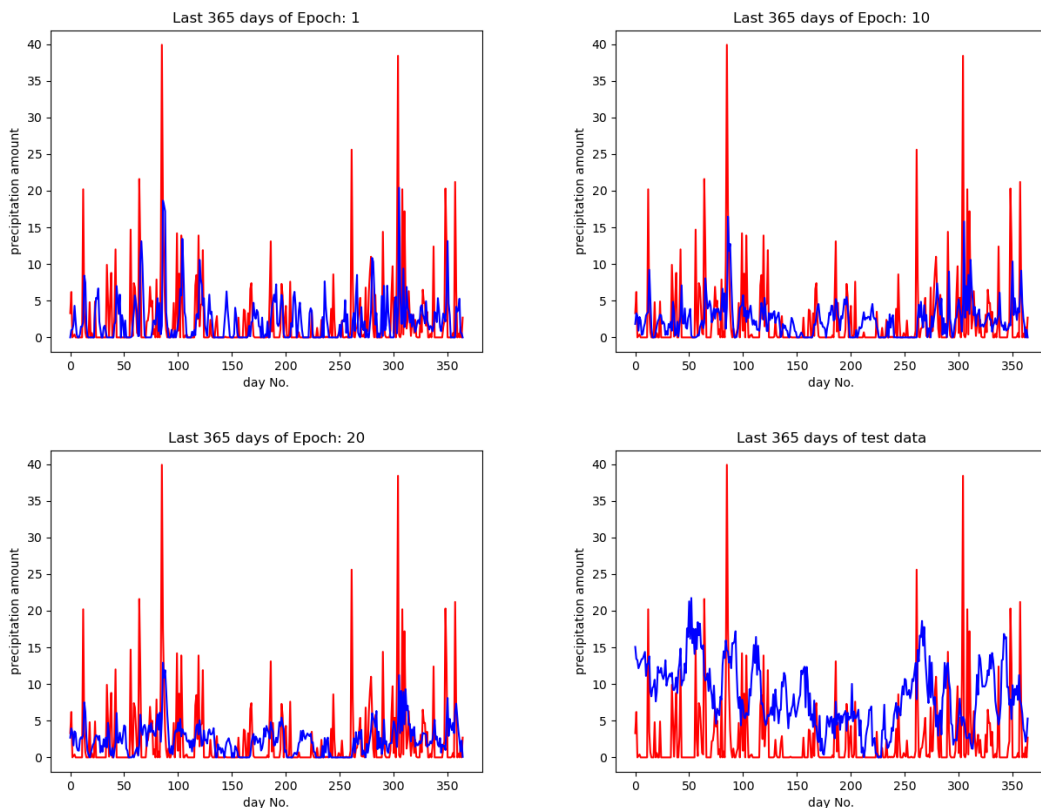 Last 365 days of Epoch: 1
precipitation amount
40
35
30
25
20
15
10
5
0
0 50 100 150 200 250 300 350
day No.
Last 365 days of Epoch: 10
precipitation amount
40
35
30
25
20
15
10
5
0
0 50 100 150 200 250 300 350
day No.
Last 365 days of Epoch: 20
precipitation amount
40
35
30
25
20
15
10
5
0
0 50 100 150 200 250 300 350
day No.
Last 365 days of test data
precipitation amount
40
35
30
25
20
15
10
5
0
0 50 100 150 200 250 300 350
day No.